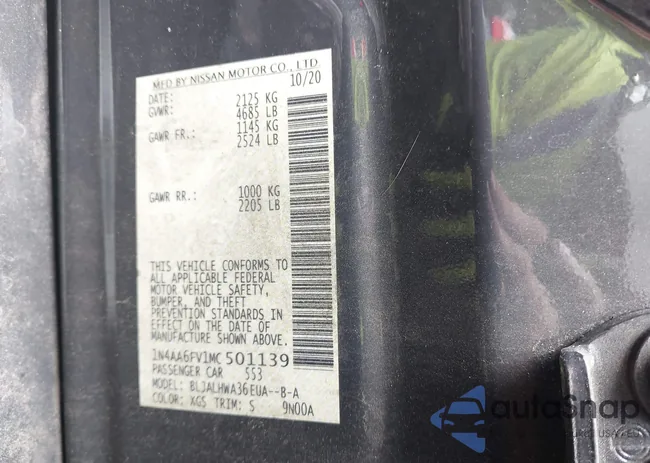 MFD BY NISSAN MOTOR CO., LTD
DATE: 10/20
GVWR: 2125 KG
4685 LB
GAWR FR.: 1145 KG
2524 LB
GAWR RR.: 1000 KG
2205 LB
THIS VEHICLE CONFORMS TO
ALL APPLICABLE FEDERAL
MOTOR VEHICLE SAFETY,
BUMPER, AND THEFT
PREVENTION STANDARDS IN
EFFECT ON THE DATE OF
MANUFACTURE SHOWN ABOVE.
1N4AA6FV1MC501139
PASSENGER CAR 553
MODEL: BLJALHWA36EUA--B-A
COLOR: XGS TRIM: S 9N00A
autoSnap